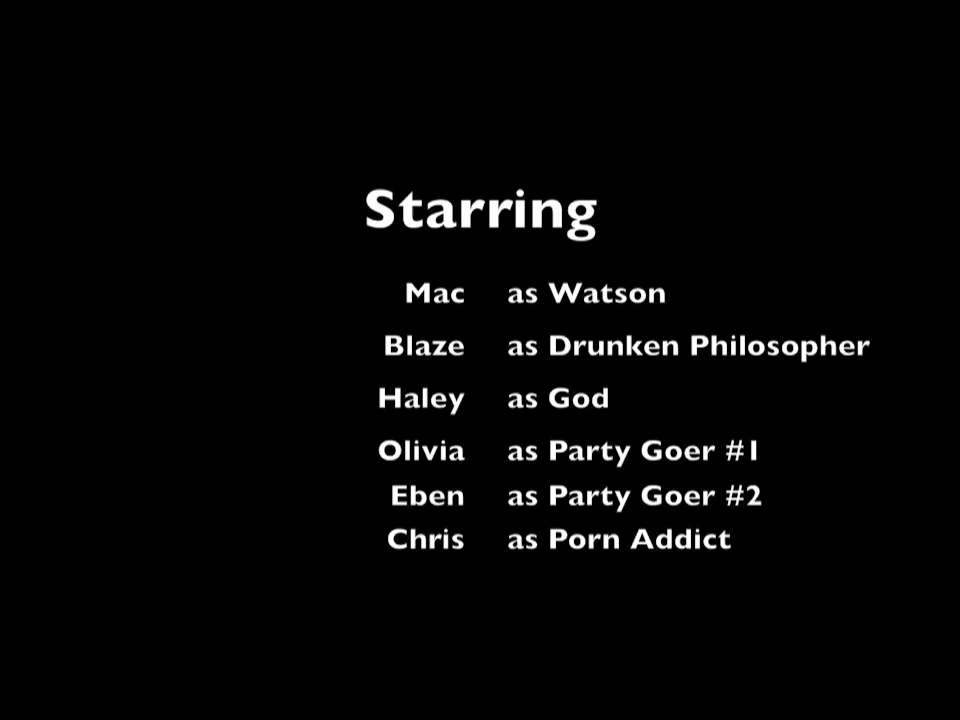 Starring
Mac as Watson
Blaze as Drunken Philosopher
Haley as God
Olivia as Party Goer #1
Eben as Party Goer #2
Chris as Porn Addict